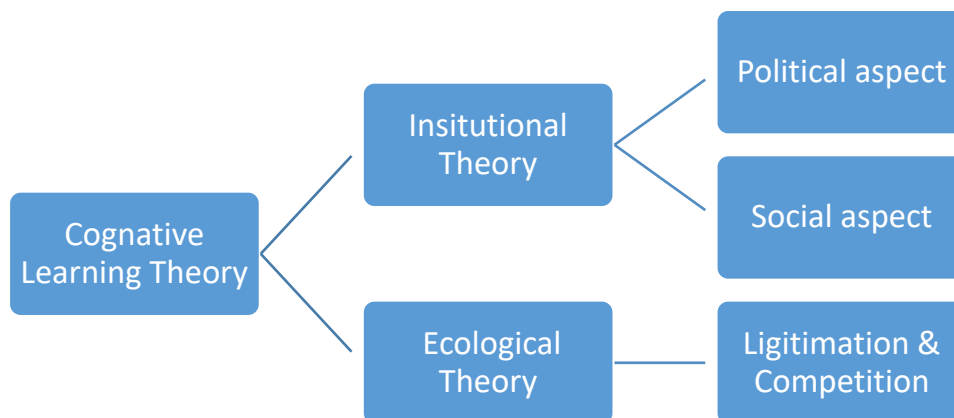 Political aspect
Insitutional
Theory
Social aspect
Cognative
Learning Theory
Ecological
Theory
Ligitimation &
Competition